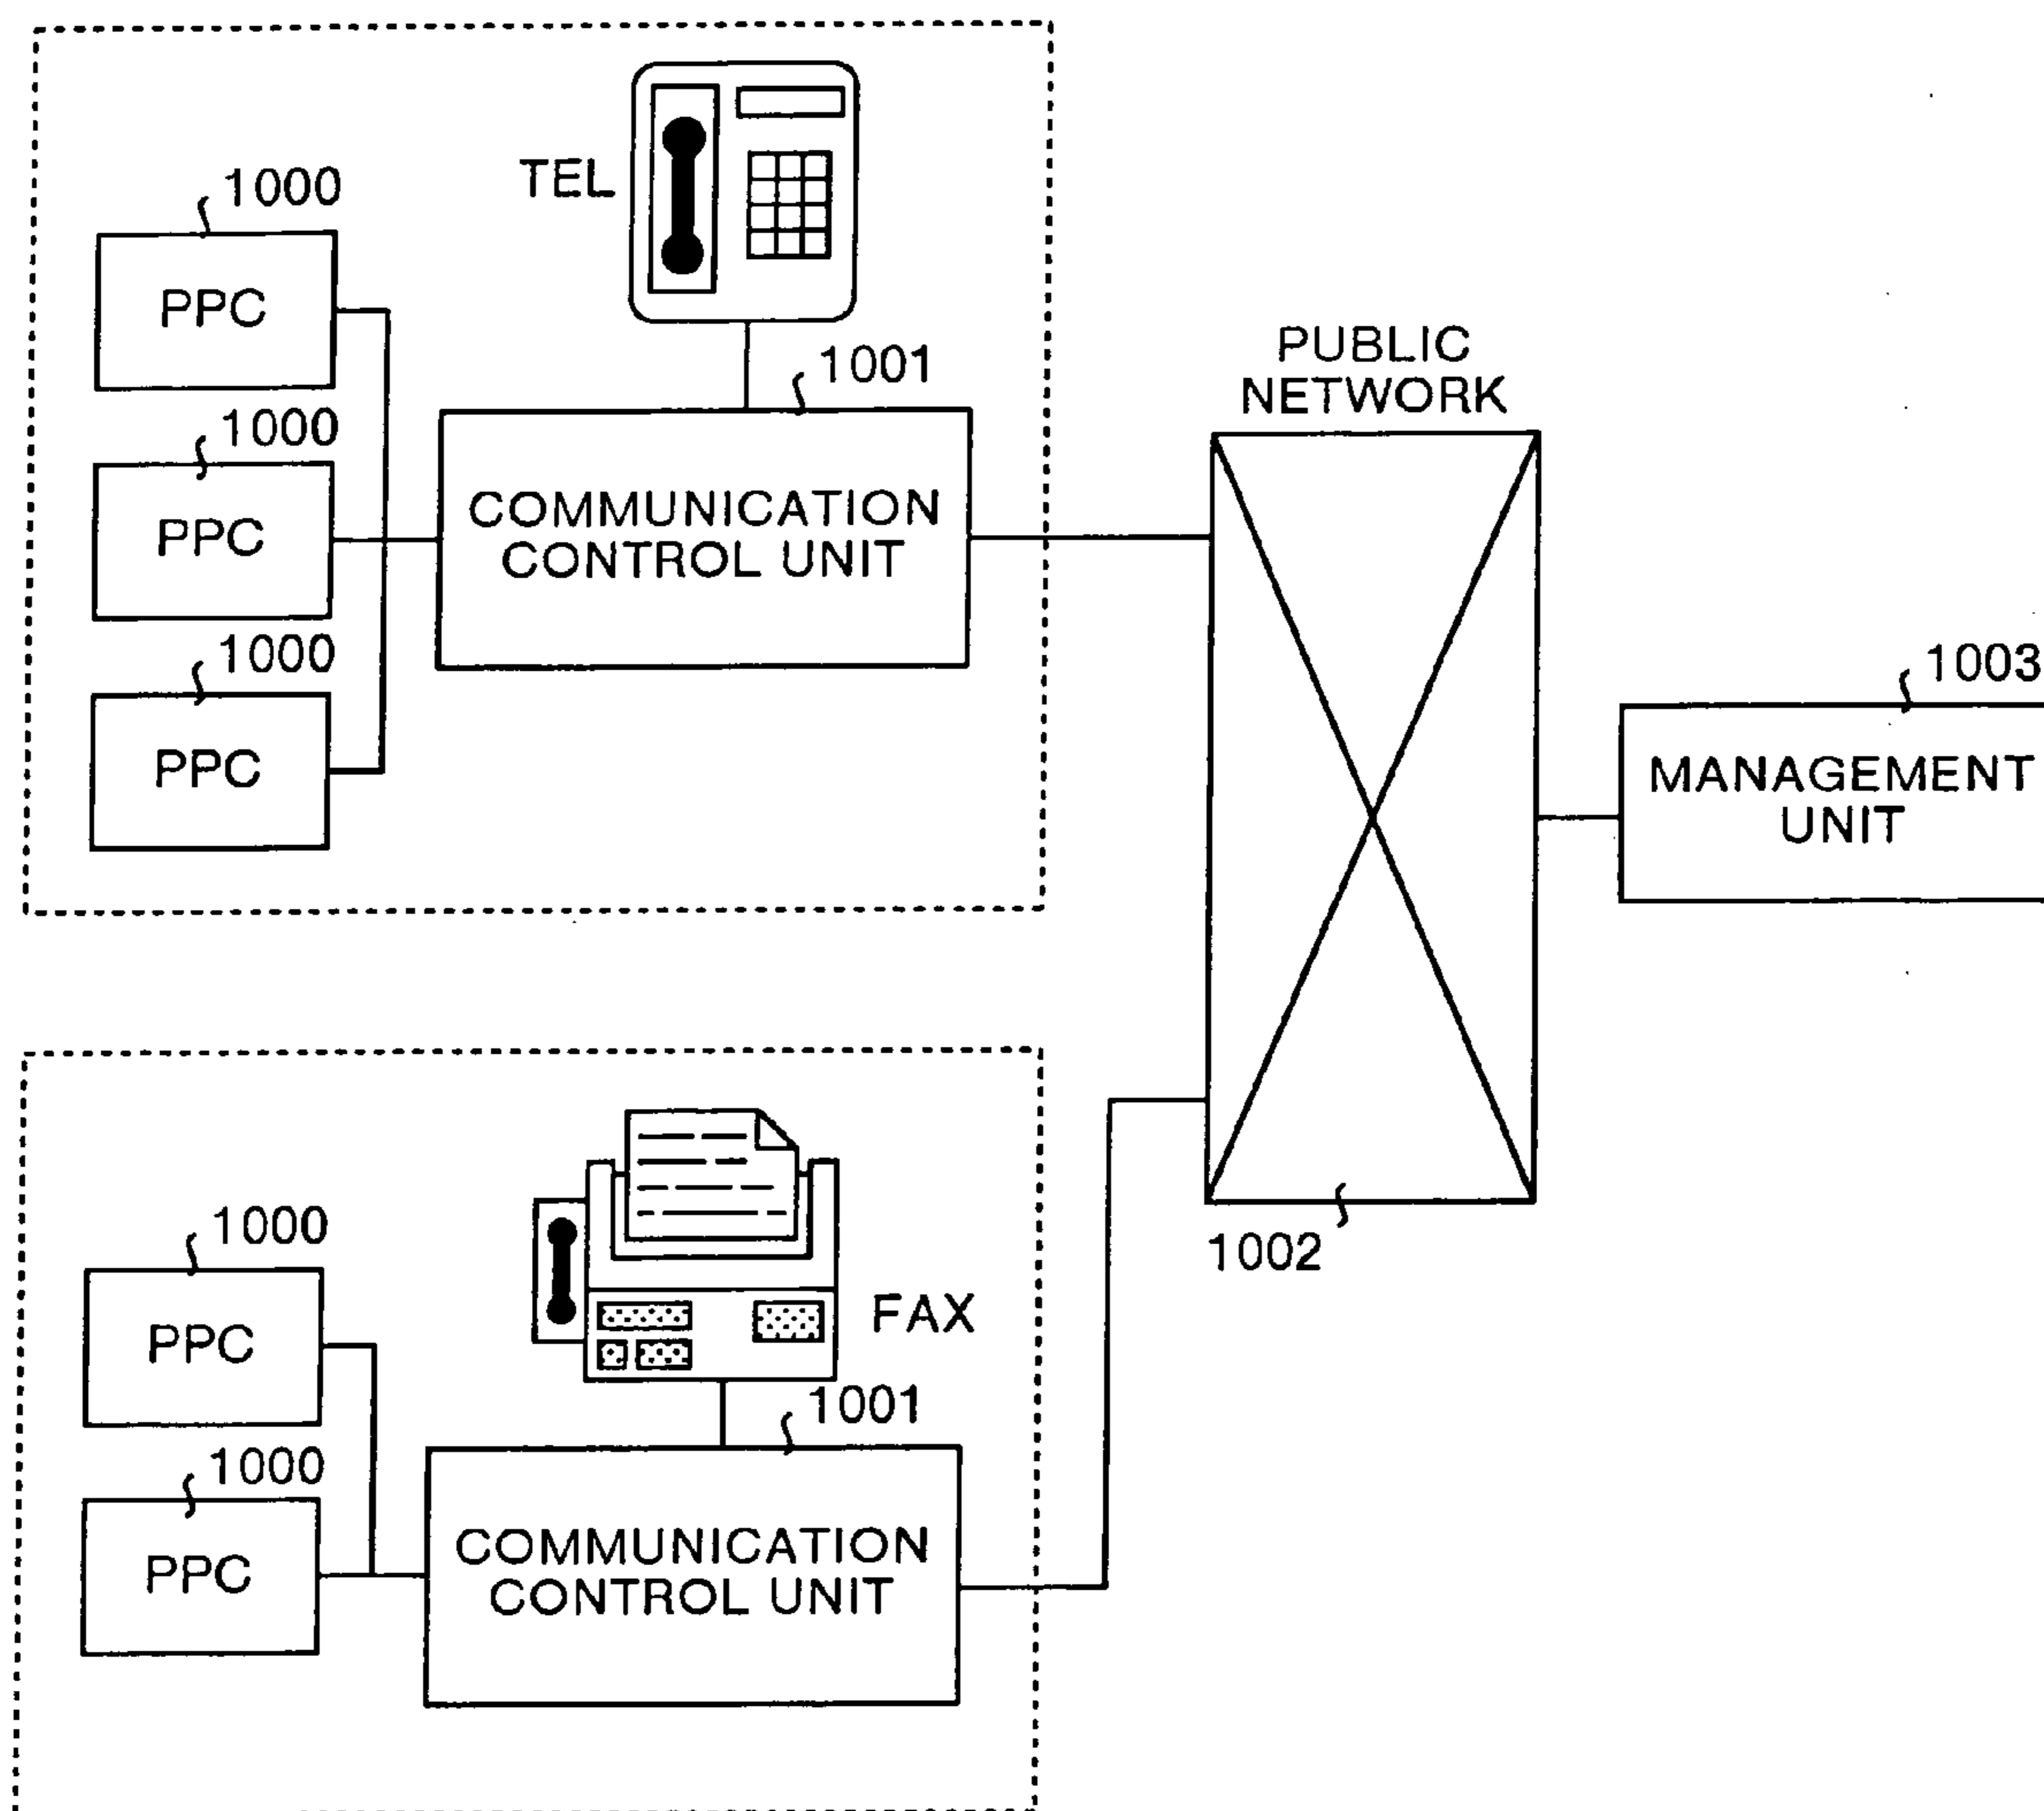 TEL
1000
PPC
1000
PPC
1000
PPC
1001
COMMUNICATION
CONTROL UNIT
PUBLIC
NETWORK
1002
1003
MANAGEMENT
UNIT
FAX
1000
PPC
1000
PPC
1001
COMMUNICATION
CONTROL UNIT